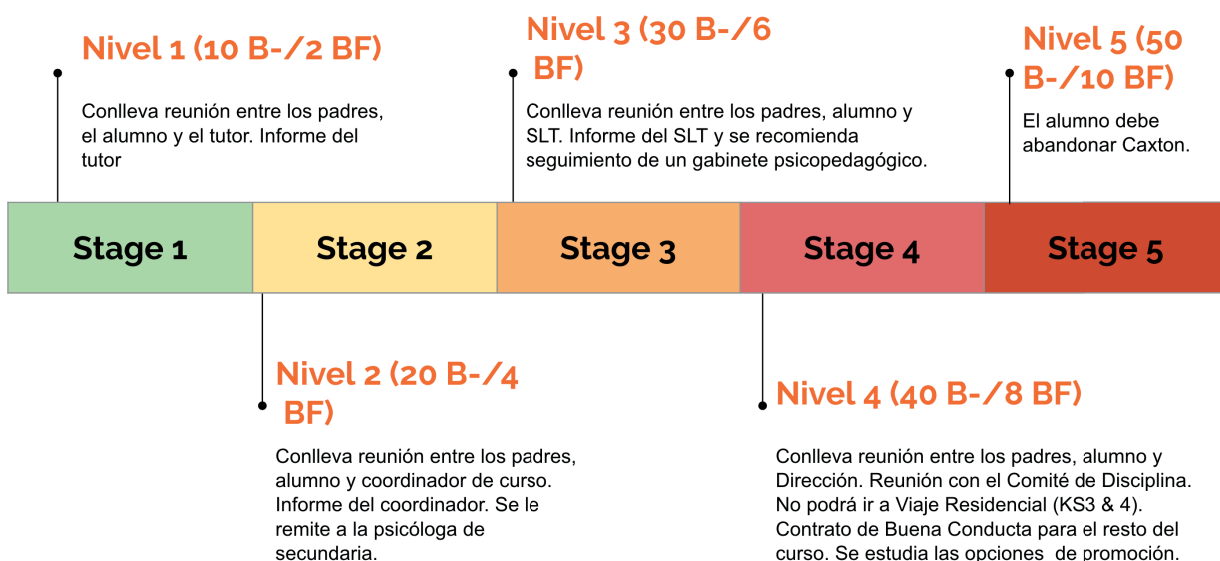 Nivel 1 (10 B-/2 BF)
Conlleva reunión entre los padres,
el alumno y el tutor. Informe del
tutor
Nivel 3 (30 B-/6
BF)
Conlleva reunión entre los padres, alumno y
SLT. Informe del SLT y se recomienda
seguimiento de un gabinete psicopedagógico.
Nivel 5 (50
B-/10 BF)
El alumno debe
abandonar Caxton.
Stage 1
Stage 2
Stage 3
Stage 4
Stage 5
Nivel 2 (20 B-/4
BF)
Conlleva reunión entre los padres,
alumno y coordinador de curso.
Informe del coordinador. Se le
remite a la psicóloga de
secundaria.
Nivel 4 (40 B-/8 BF)
Conlleva reunión entre los padres, alumno y
Dirección. Reunión con el Comité de Disciplina.
No podrá ir a Viaje Residencial (KS3 & 4).
Contrato de Buena Conducta para el resto del
curso. Se estudia las opciones de promoción.